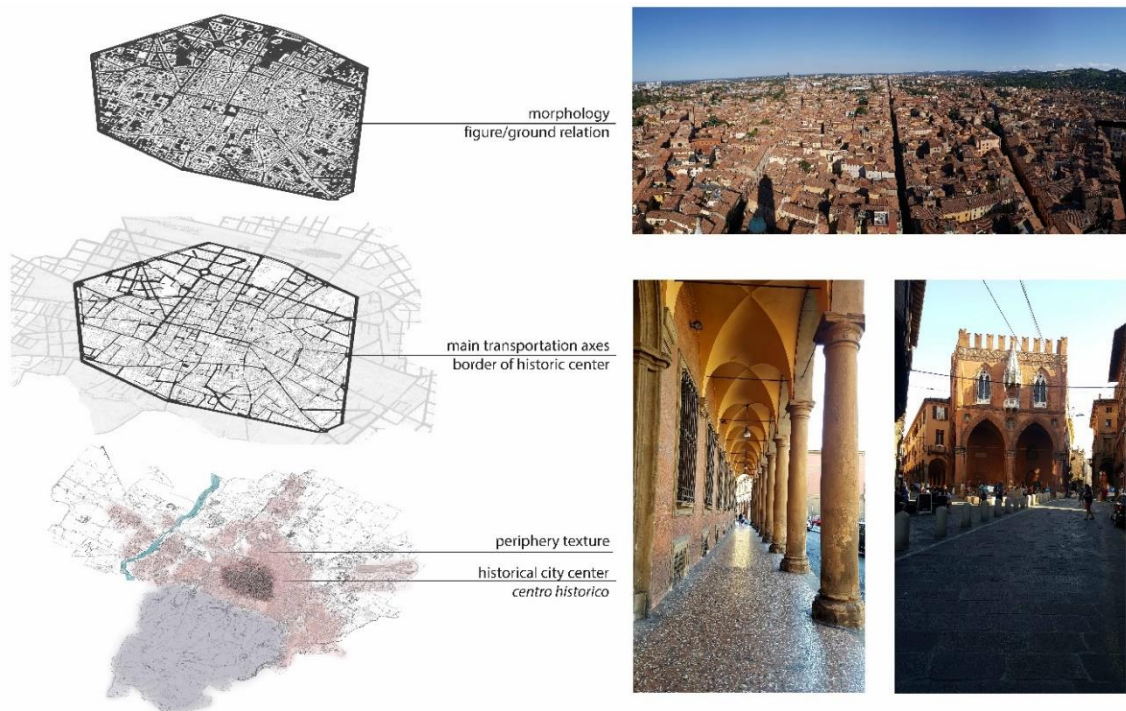 morphology
figure/ground relation
main transportation axes
border of historic center
periphery texture
historical city center
centro historico